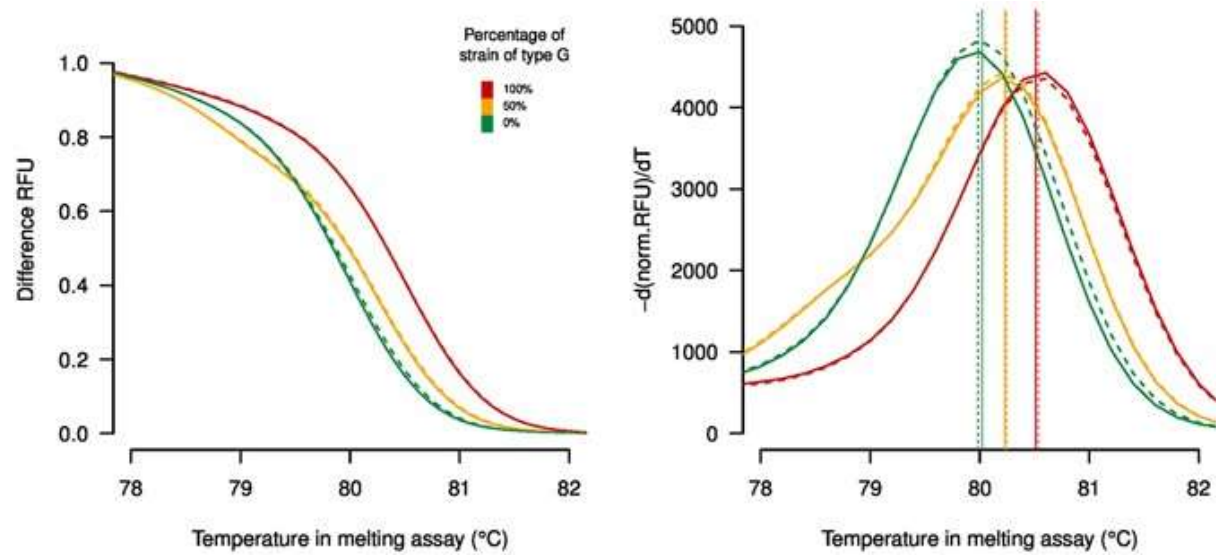 Percentage of
strain of type G
100%
50%
0%
1.0
0.8
0.6
0.4
0.2
0.0
Difference RFU
78 79 80 81 82
Temperature in melting assay (°C)
5000
4000
3000
2000
1000
0
−d(norm.RFU)/dT
78 79 80 81 82
Temperature in melting assay (°C)